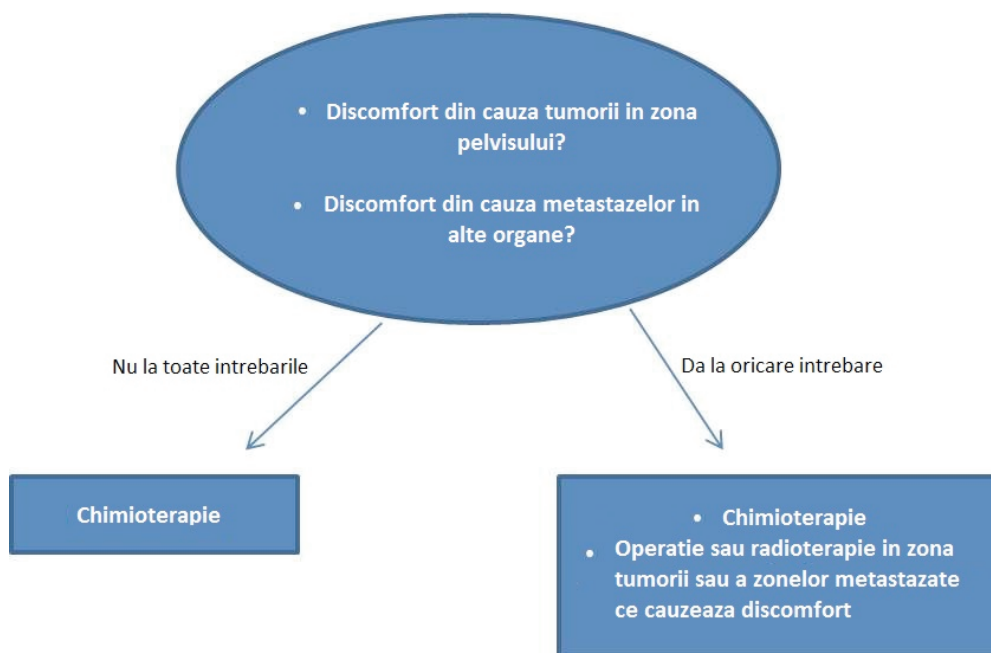 • Discomfort din cauza tumorii in zona
pelvisului?
• Discomfort din cauza metastazelor in
alte organe?
Nu la toate intrebarile
Da la oricare intrebare
Chimioterapie
• Chimioterapie
• Operatie sau radioterapie in zona
tumorii sau a zonelor metastazate
ce cauzeaza discomfort